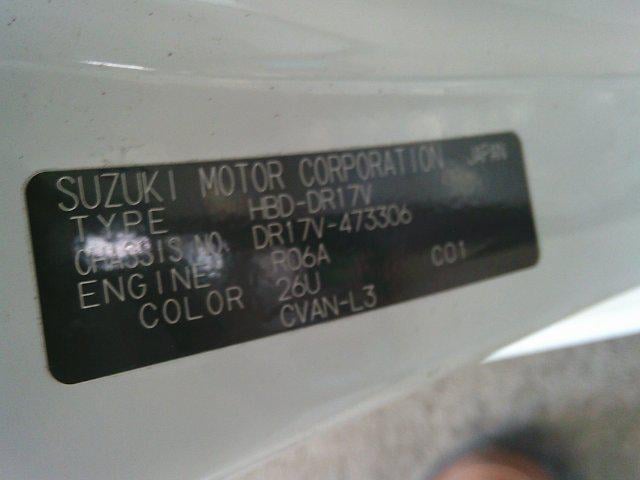 SUZUKI MOTOR CORPORATION JAPAN
TYPE HBD-DR17V
CHASSIS NO. DR17V-473306
ENGINE R06A
COLOR 26U C01
CVAN-L3